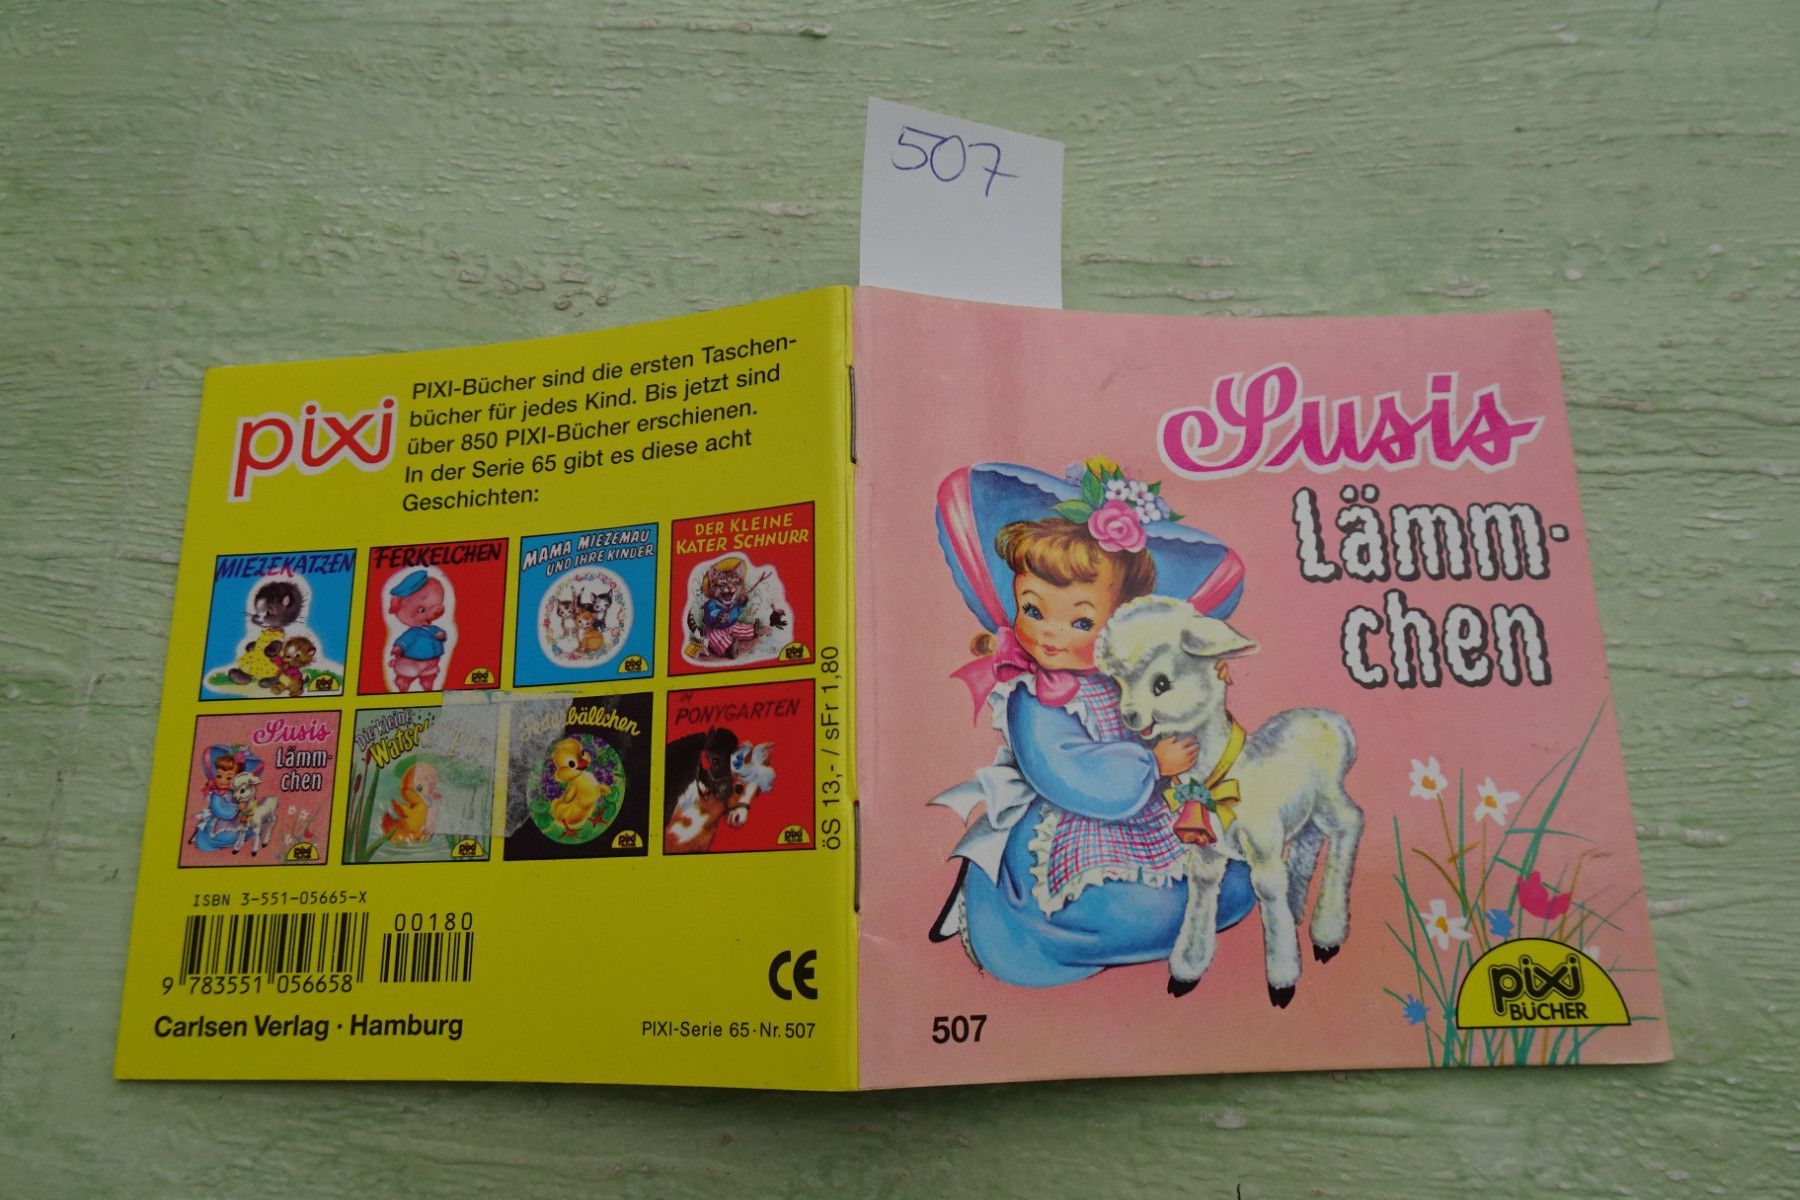 507
pixi
PIXI-Bücher sind die ersten Taschen-
bücher für jedes Kind. Bis jetzt sind
über 850 PIXI-Bücher erschienen.
In der Serie 65 gibt es diese acht
Geschichten:
MIEZEKATZEN
FERKELCHEN
MAMA MIEZEMAU
UND IHRE KINDER
DER KLEINE
KATER SCHNURR
Susis
Lämm-
chen
Die kleine
IM
PONYGARTEN
öS 13,- / sFr 1,80
ISBN 3-551-05665-X
00180
9 783551 056658
CE
Carlsen Verlag · Hamburg
PIXI-Serie 65 · Nr. 507
Susis
Lämm-
chen
507
pixi
BÜCHER